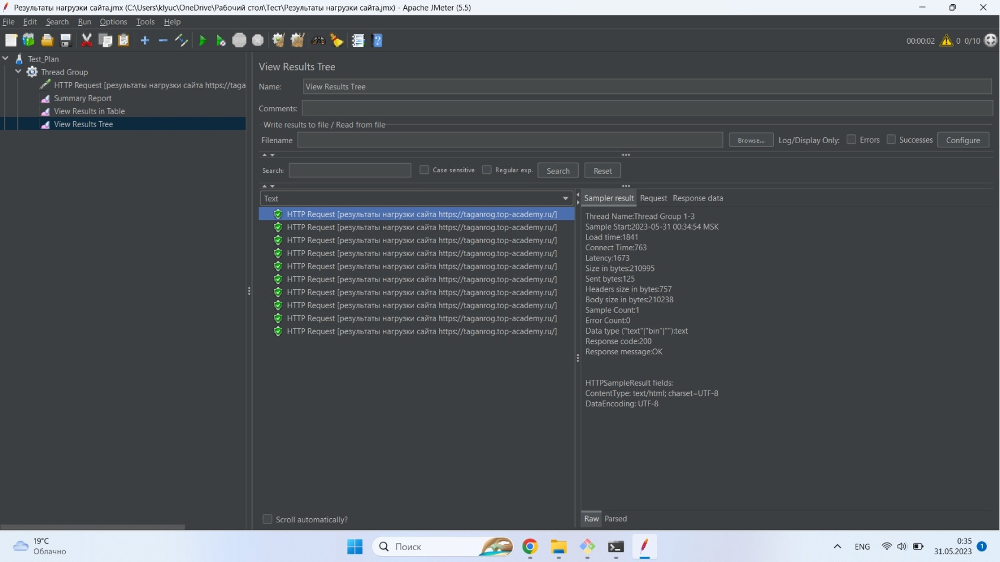 Результаты нагрузки сайта.jmx (C:\Users\klyuc\OneDrive\Рабочий стол\Тест\Результаты нагрузки сайта.jmx) - Apache JMeter (5.5)
File Edit Search Run Options Tools Help
STOP
00:00:02 0 0/10
Test_Plan
Thread Group
HTTP Request [результаты нагрузки сайта https://taga
Summary Report
View Results in Table
View Results Tree
View Results Tree
Name: View Results Tree
Comments:
Write results to file / Read from file
Filename Browse... Log/Display Only: Errors Successes Configure
Search: Case sensitive Regular exp. Search Reset
Text
HTTP Request [результаты нагрузки сайта https://taganrog.top-academy.ru/]
HTTP Request [результаты нагрузки сайта https://taganrog.top-academy.ru/]
HTTP Request [результаты нагрузки сайта https://taganrog.top-academy.ru/]
HTTP Request [результаты нагрузки сайта https://taganrog.top-academy.ru/]
HTTP Request [результаты нагрузки сайта https://taganrog.top-academy.ru/]
HTTP Request [результаты нагрузки сайта https://taganrog.top-academy.ru/]
HTTP Request [результаты нагрузки сайта https://taganrog.top-academy.ru/]
HTTP Request [результаты нагрузки сайта https://taganrog.top-academy.ru/]
HTTP Request [результаты нагрузки сайта https://taganrog.top-academy.ru/]
HTTP Request [результаты нагрузки сайта https://taganrog.top-academy.ru/]
Scroll automatically?
Sampler result Request Response data
Thread Name:Thread Group 1-3
Sample Start:2023-05-31 00:34:54 MSK
Load time:1841
Connect Time:763
Latency:1673
Size in bytes:210995
Sent bytes:125
Headers size in bytes:757
Body size in bytes:210238
Sample Count:1
Error Count:0
Data type ("text"|"bin"|""):text
Response code:200
Response message:OK
HTTPSampleResult fields:
ContentType: text/html; charset=UTF-8
DataEncoding: UTF-8
Raw Parsed
19°C
Облачно
Поиск
ENG
0:35
31.05.2023
1